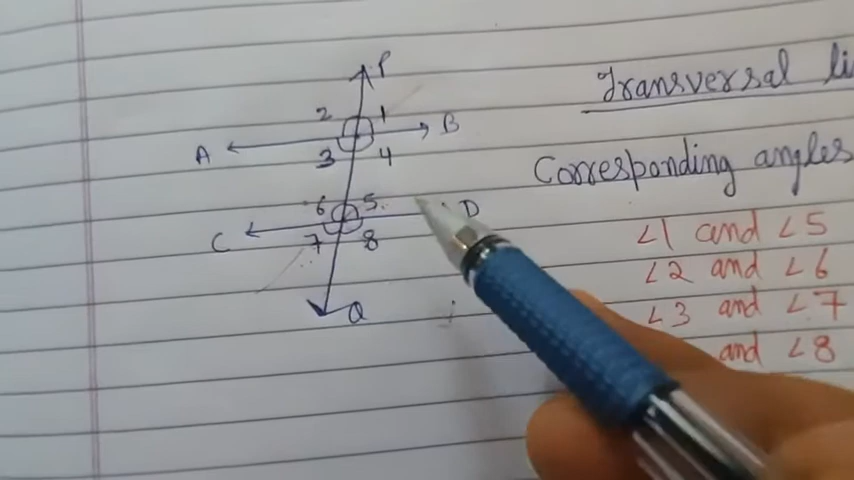 P
2 1
A B
3 4
6 5 D
C 7 8
Q
Transversal
Corresponding angles
∠1 and ∠5
∠2 and ∠6
∠3 and ∠7
and ∠8